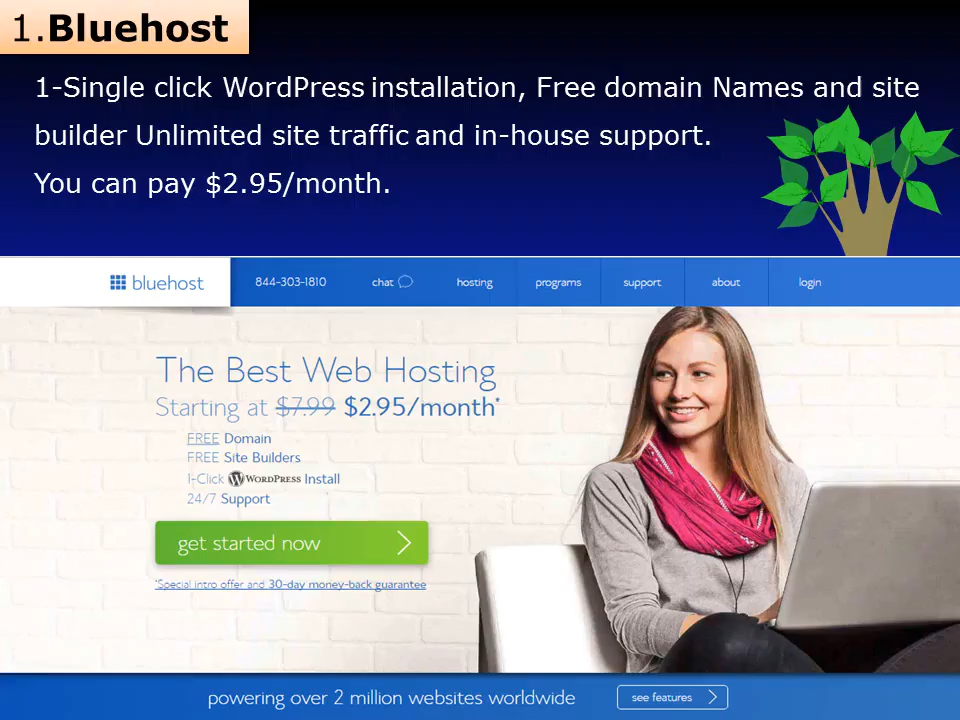 1.Bluehost
1-Single click WordPress installation, Free domain Names and site
builder Unlimited site traffic and in-house support.
You can pay $2.95/month.
bluehost
844-303-1810
chat
hosting
programs
support
about
login
The Best Web Hosting
Starting at $7.99 $2.95/month*
FREE Domain
FREE Site Builders
1-Click WORDPRESS Install
24/7 Support
get started now
*Special intro offer and 30-day money-back guarantee
powering over 2 million websites worldwide
see features